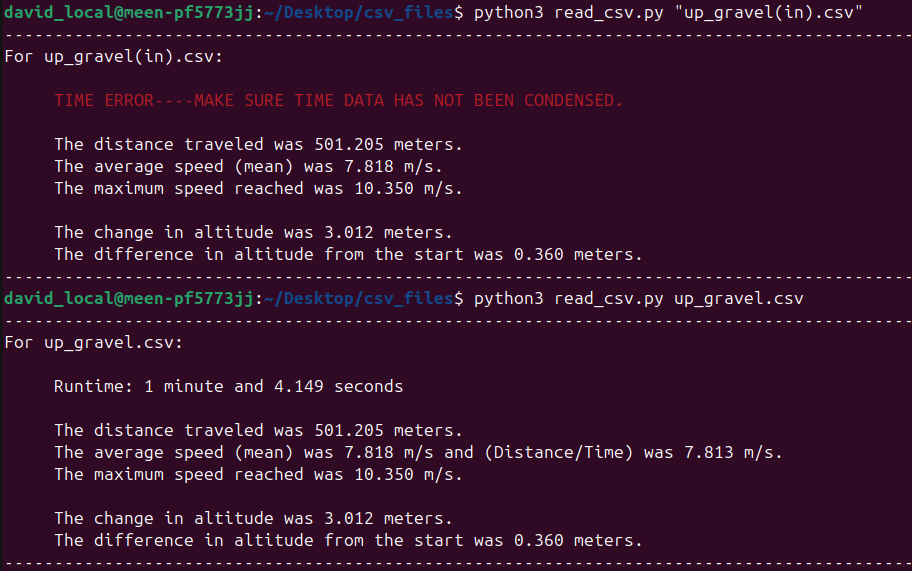 david_local@meen-pf5773jj:~/Desktop/csv_files$ python3 read_csv.py "up_gravel(in).csv"
--------------------------------------------------------------------------------------------
For up_gravel(in).csv:
TIME ERROR----MAKE SURE TIME DATA HAS NOT BEEN CONDENSED.
The distance traveled was 501.205 meters.
The average speed (mean) was 7.818 m/s.
The maximum speed reached was 10.350 m/s.
The change in altitude was 3.012 meters.
The difference in altitude from the start was 0.360 meters.
--------------------------------------------------------------------------------------------
david_local@meen-pf5773jj:~/Desktop/csv_files$ python3 read_csv.py up_gravel.csv
--------------------------------------------------------------------------------------------
For up_gravel.csv:
Runtime: 1 minute and 4.149 seconds
The distance traveled was 501.205 meters.
The average speed (mean) was 7.818 m/s and (Distance/Time) was 7.813 m/s.
The maximum speed reached was 10.350 m/s.
The change in altitude was 3.012 meters.
The difference in altitude from the start was 0.360 meters.
--------------------------------------------------------------------------------------------